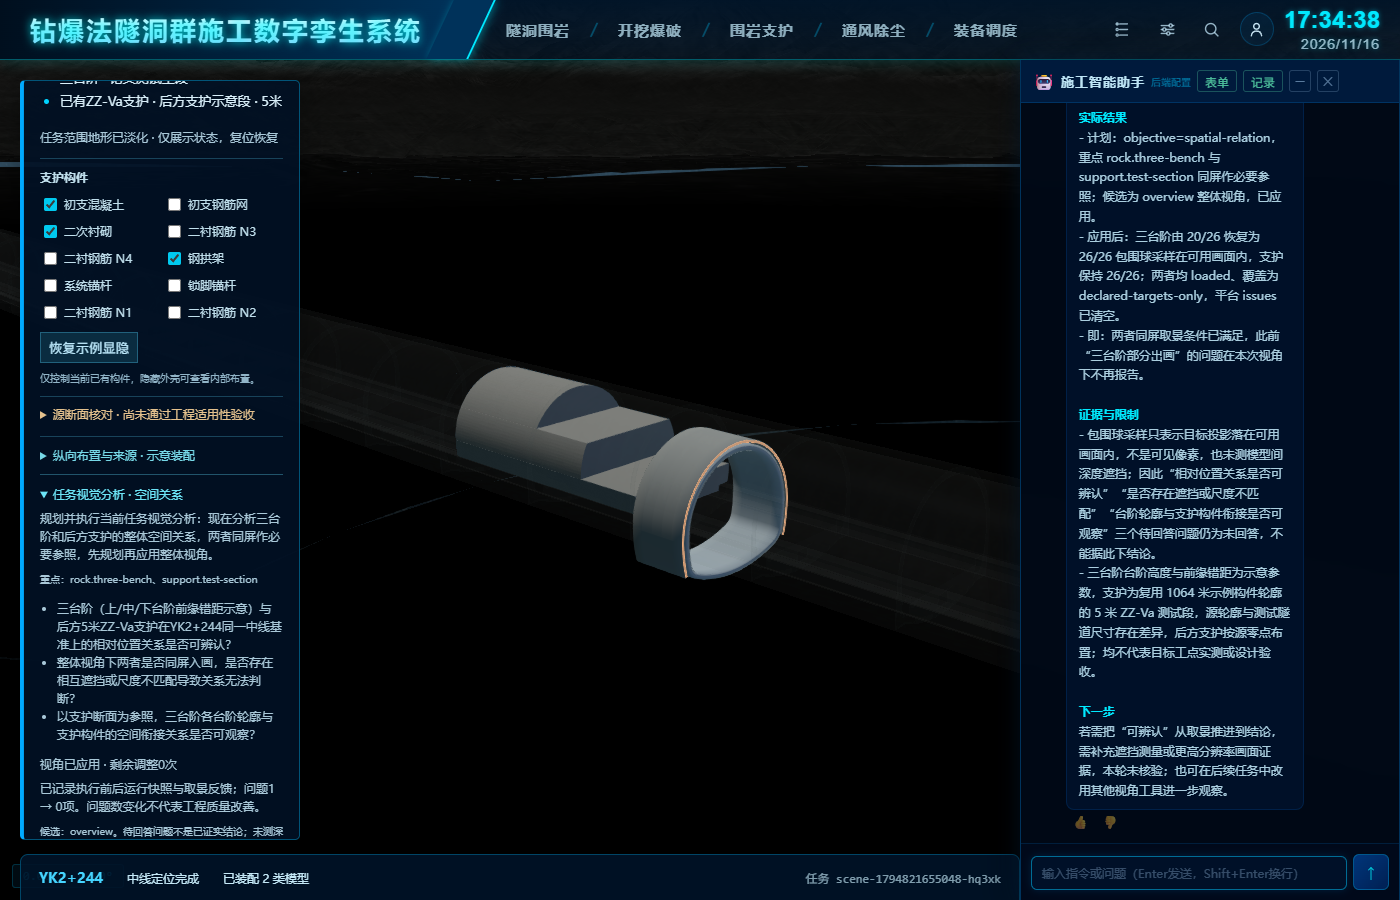 钻爆法隧洞群施工数字孪生系统
隧洞围岩 / 开挖爆破 / 围岩支护 / 通风除尘 / 装备调度
17:34:38
2026/11/16
已有ZZ-Va支护 · 后方支护示意段 · 5米
任务范围地形已淡化 · 仅展示状态，复位恢复
支护构件
初支混凝土 初支钢筋网
二次衬砌 二衬钢筋 N3
二衬钢筋 N4 钢拱架
系统锚杆 锁脚锚杆
二衬钢筋 N1 二衬钢筋 N2
恢复示例显隐
仅控制当前已有构件，隐藏外壳可查看内部布置。
源断面核对 · 尚未通过工程适用性验收
纵向布置与来源 · 示意装配
任务视觉分析 · 空间关系
规划并执行当前任务视觉分析：现在分析三台
阶和后方支护的整体空间关系，两者同屏作必
要参照，先规划再应用整体视角。
重点：rock.three-bench、support.test-section
三台阶（上/中/下台阶前缘错距示意）与
后方5米ZZ-Va支护在YK2+244同一中线基
准上的相对位置关系是否可辨认？
整体视角下两者是否同屏入画，是否存在
相互遮挡或尺度不匹配导致关系无法判
断？
以支护断面为参照，三台阶各台阶轮廓与
支护构件的空间衔接关系是否可观察？
视角已应用 · 剩余调整0次
已记录执行前后运行快照与取景反馈；问题1
→ 0项。问题数变化不代表工程质量改善。
候选：overview。待回答问题不是已证实结论；未测深
YK2+244 中线定位完成 已装配 2 类模型
任务 scene-1794821655048-hq3xk
施工智能助手 后端配置 表单 记录
实际结果
- 计划：objective=spatial-relation，
重点 rock.three-bench 与
support.test-section 同屏作必要参
照；候选为 overview 整体视角，已应
用。
- 应用后：三台阶由 20/26 恢复为
26/26 包围球采样在可用画面内，支护
保持 26/26；两者均 loaded、覆盖为
declared-targets-only，平台 issues
已清空。
- 即：两者同屏取景条件已满足，此前
“三台阶部分出画”的问题在本次视角
下不再报告。
证据与限制
- 包围球采样只表示目标投影落在可用
画面内，不是可见像素，也未测模型间
深度遮挡；因此“相对位置关系是否可
辨认”“是否存在遮挡或尺度不匹
配”“台阶轮廓与支护构件衔接是否可
观察”三个待回答问题仍为未回答，不
能据此下结论。
- 三台阶台阶高度与前缘错距为示意参
数，支护为复用 1064 米示例构件轮廓
的 5 米 ZZ-Va 测试段，源轮廓与测试隧
道尺寸存在差异，后方支护按源零点布
置；均不代表目标工点实测或设计验
收。
下一步
若需把“可辨认”从取景推进到结论，
需补充遮挡测量或更高分辨率画面证
据，本轮未核验；也可在后续任务中改
用其他视角工具进一步观察。
输入指令或问题（Enter发送，Shift+Enter换行）